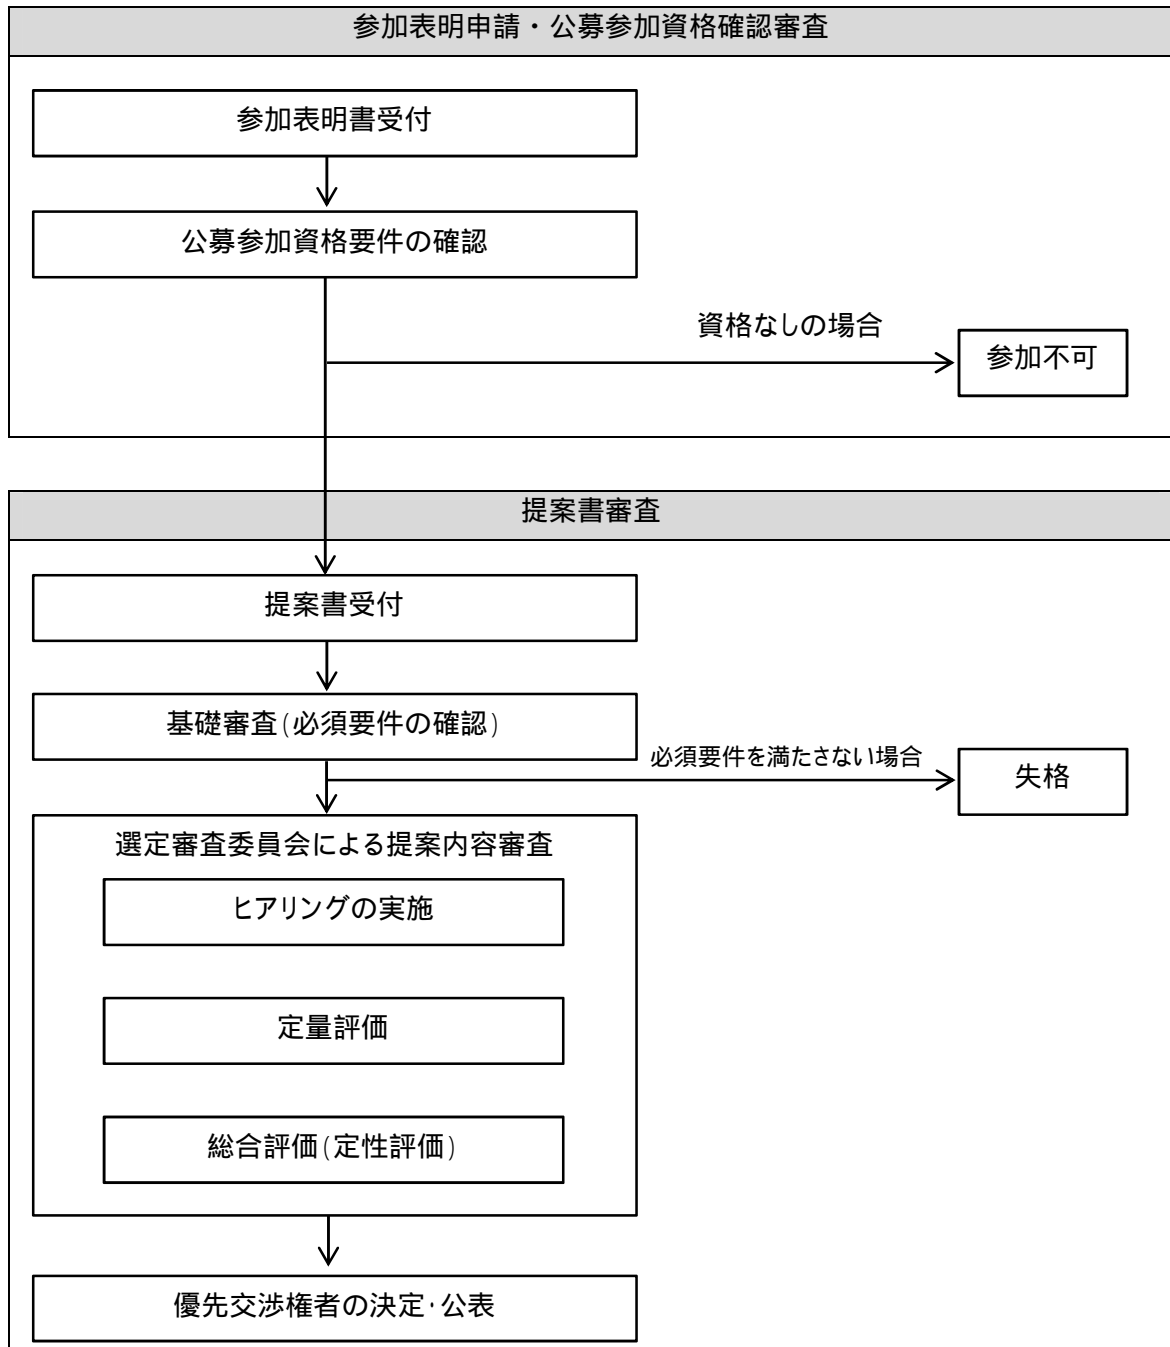 参加表明申請・公募参加資格確認審査
参加表明書受付
公募参加資格要件の確認
資格なしの場合
参加不可
提案書審査
提案書受付
基礎審査(必須要件の確認)
必須要件を満たさない場合
失格
選定審査委員会による提案内容審査
ヒアリングの実施
定量評価
総合評価(定性評価)
優先交渉権者の決定・公表